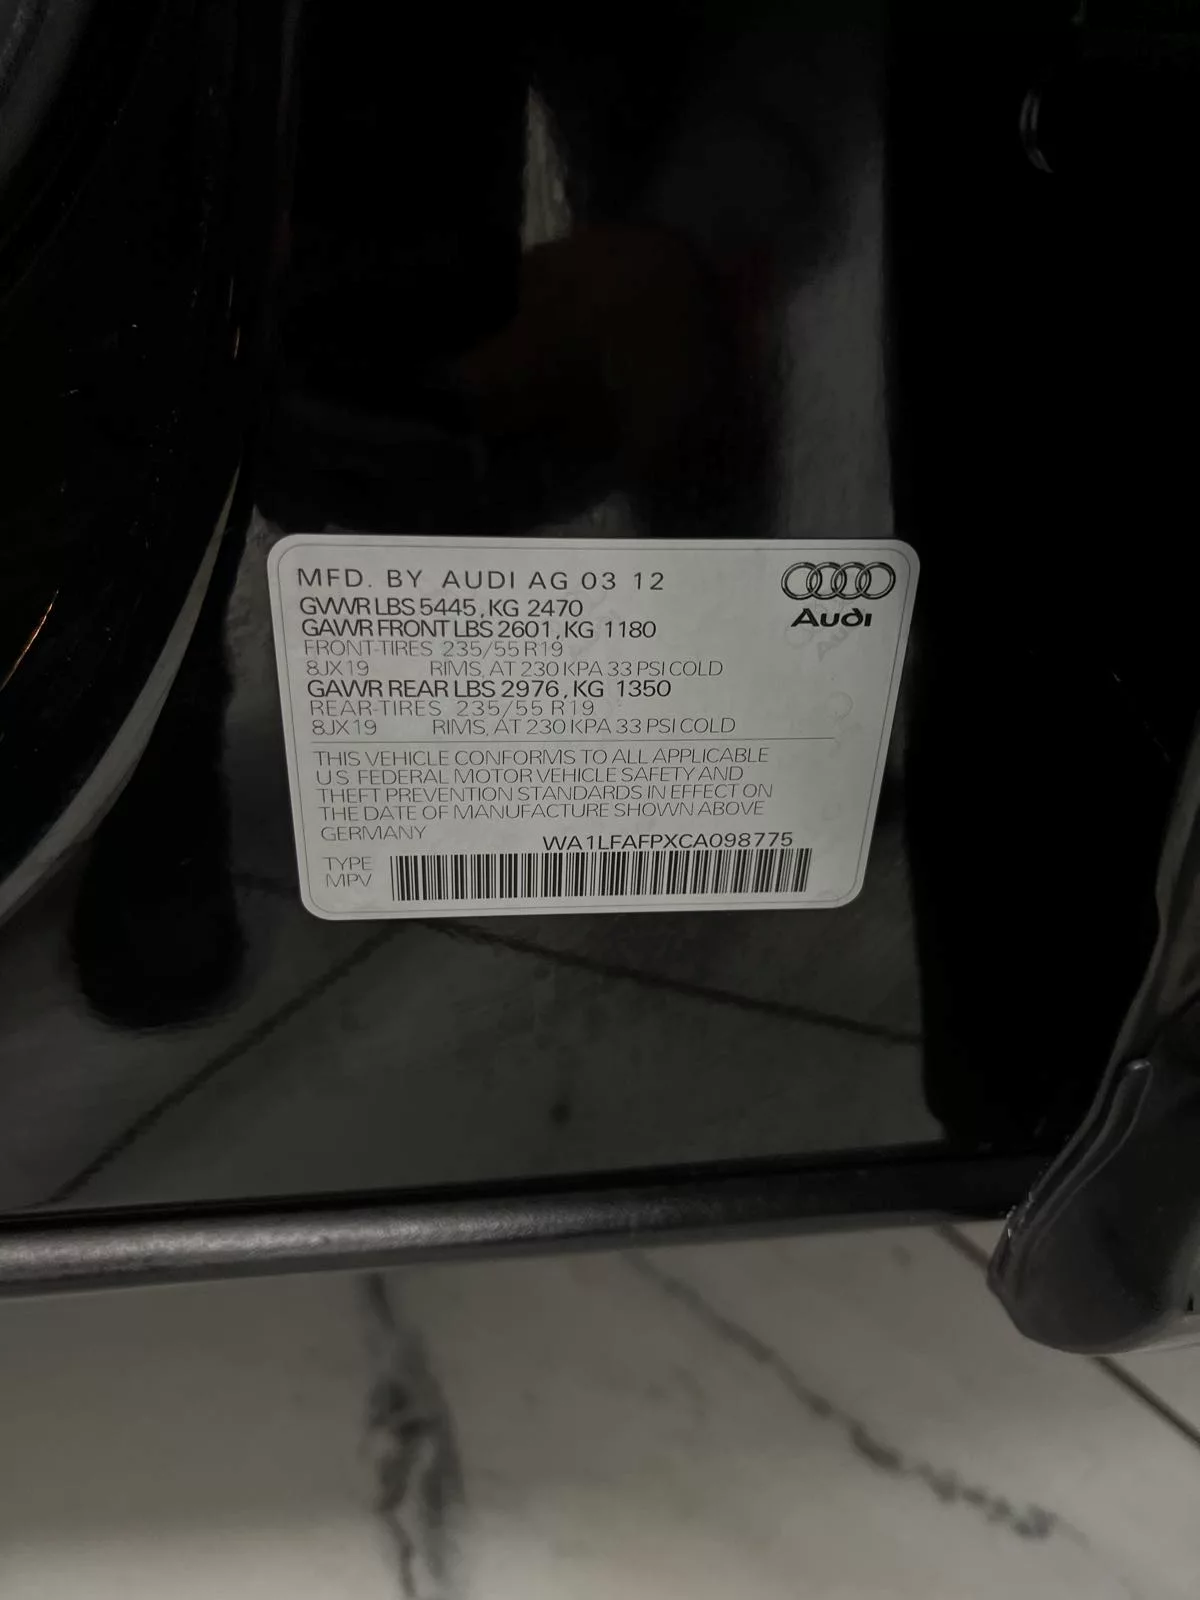 MFD. BY AUDI AG 03 12
Audi
GVWR LBS 5445, KG 2470
GAWR FRONT LBS 2601, KG 1180
FRONT-TIRES 235/55 R19
8JX19 RIMS, AT 230 KPA 33 PSI COLD
GAWR REAR LBS 2976, KG 1350
REAR-TIRES 235/55 R19
8JX19 RIMS, AT 230 KPA 33 PSI COLD
THIS VEHICLE CONFORMS TO ALL APPLICABLE
U.S. FEDERAL MOTOR VEHICLE SAFETY AND
THEFT PREVENTION STANDARDS IN EFFECT ON
THE DATE OF MANUFACTURE SHOWN ABOVE
GERMANY
WA1LFAFPXCA098775
TYPE
MPV